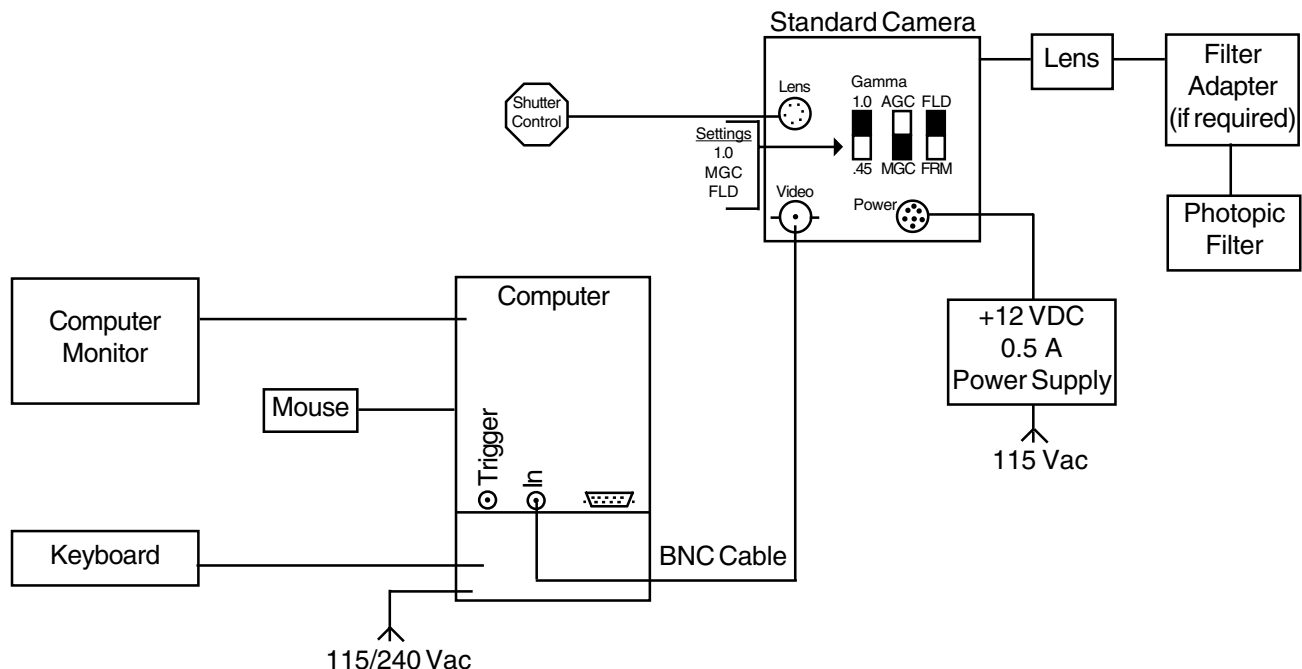 Standard Camera
Lens
Gamma
1.0 AGC FLD
.45 MGC FRM
Video
Power
Shutter
Control
Settings
1.0
MGC
FLD
Lens
Filter
Adapter
(if required)
Photopic
Filter
+12 VDC
0.5 A
Power Supply
115 Vac
Computer
Monitor
Computer
Mouse
Trigger
In
Keyboard
BNC Cable
115/240 Vac